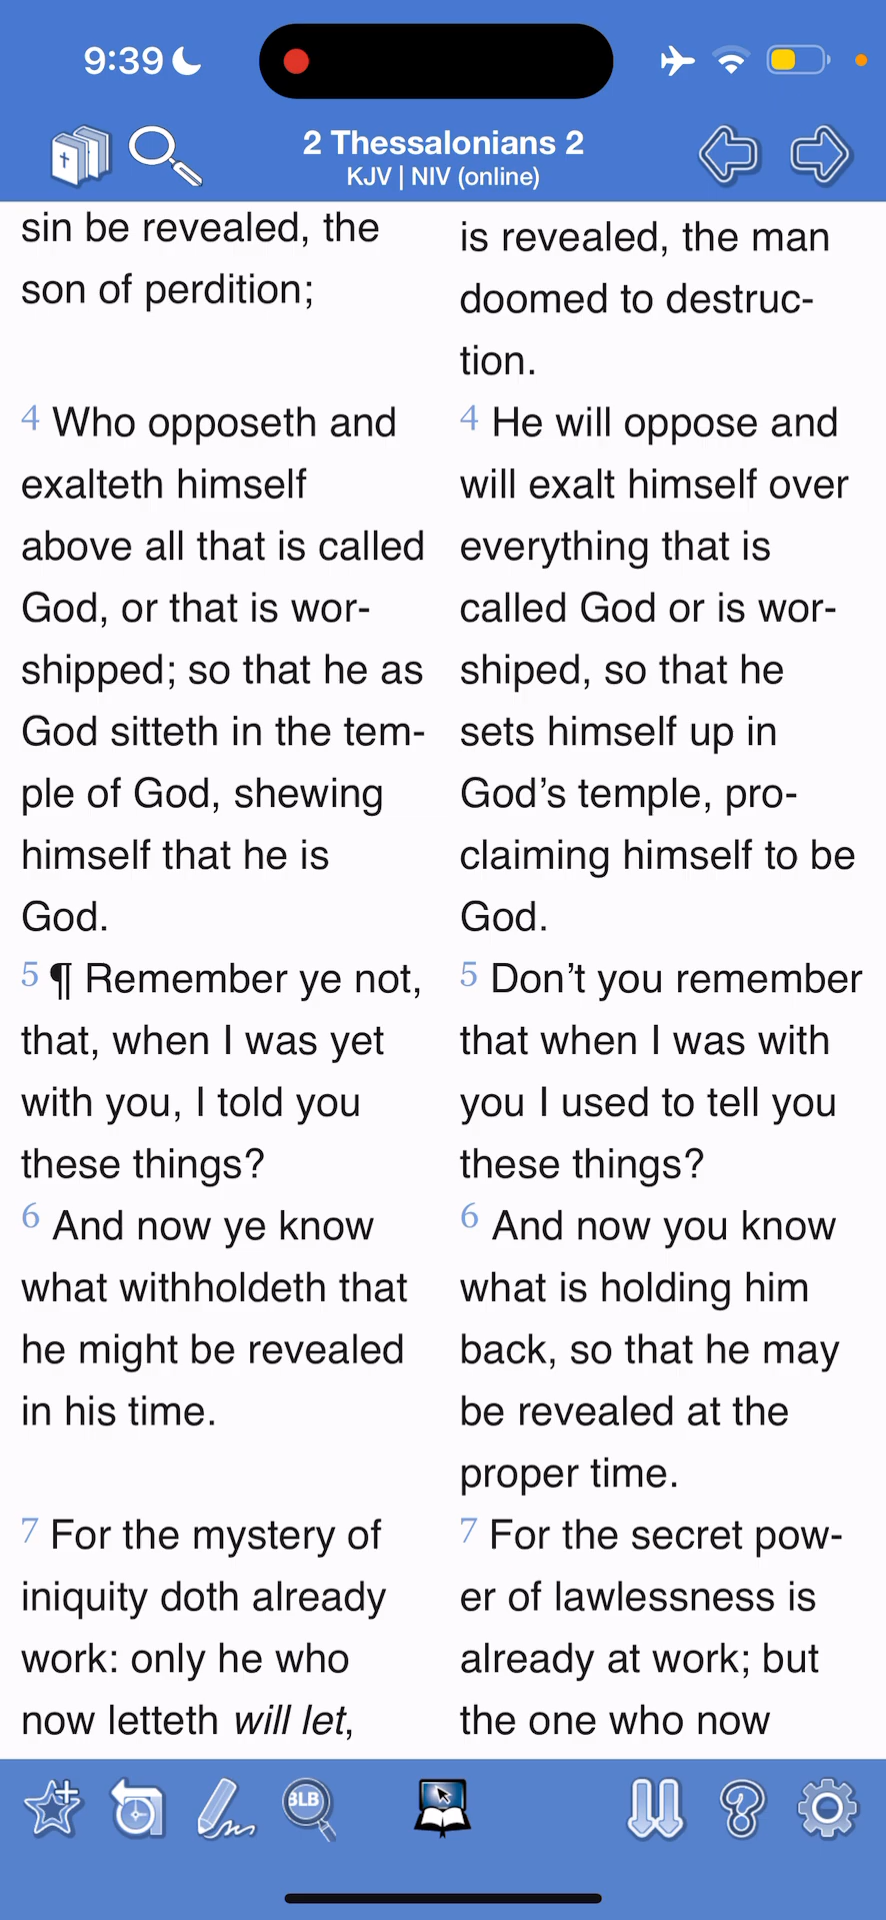 9:39
2 Thessalonians 2
KJV | NIV (online)
sin be revealed, the
son of perdition;
4 Who opposeth and
exalteth himself
above all that is called
God, or that is wor-
shipped; so that he as
God sitteth in the tem-
ple of God, shewing
himself that he is
God.
5 ¶ Remember ye not,
that, when I was yet
with you, I told you
these things?
6 And now ye know
what withholdeth that
he might be revealed
in his time.
7 For the mystery of
iniquity doth already
work: only he who
now letteth will let,
is revealed, the man
doomed to destruc-
tion.
4 He will oppose and
will exalt himself over
everything that is
called God or is wor-
shiped, so that he
sets himself up in
God’s temple, pro-
claiming himself to be
God.
5 Don’t you remember
that when I was with
you I used to tell you
these things?
6 And now you know
what is holding him
back, so that he may
be revealed at the
proper time.
7 For the secret pow-
er of lawlessness is
already at work; but
the one who now
BLB